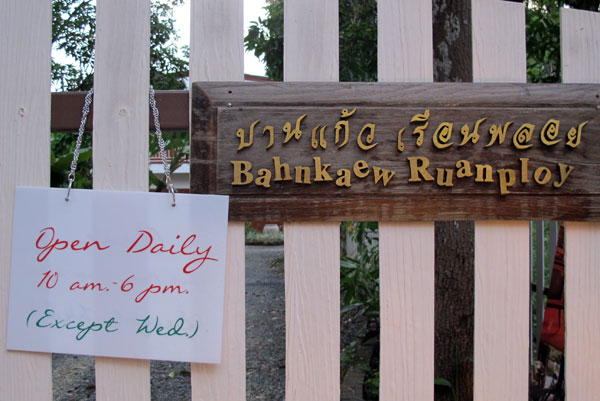 บ้านแก้ว เรือนพลอย
Bahnkaew Ruanploy
Open Daily
10 am.-6 pm.
(Except Wed.)